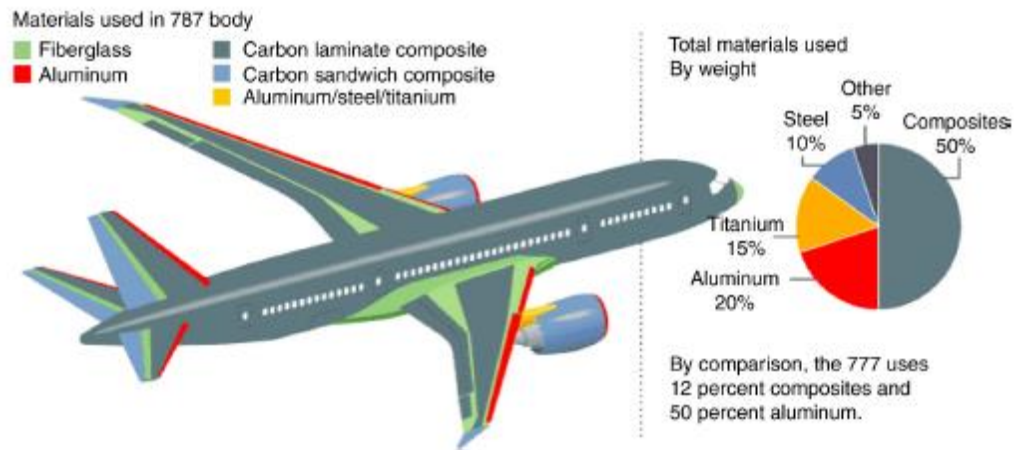 Materials used in 787 body
Fiberglass
Aluminum
Carbon laminate composite
Carbon sandwich composite
Aluminum/steel/titanium
Total materials used
By weight
Other
5%
Steel
10%
Composites
50%
Titanium
15%
Aluminum
20%
By comparison, the 777 uses
12 percent composites and
50 percent aluminum.